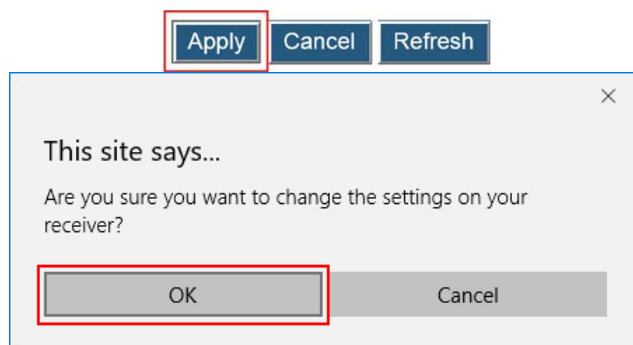 Apply Cancel Refresh
This site says...
Are you sure you want to change the settings on your
receiver?
OK Cancel